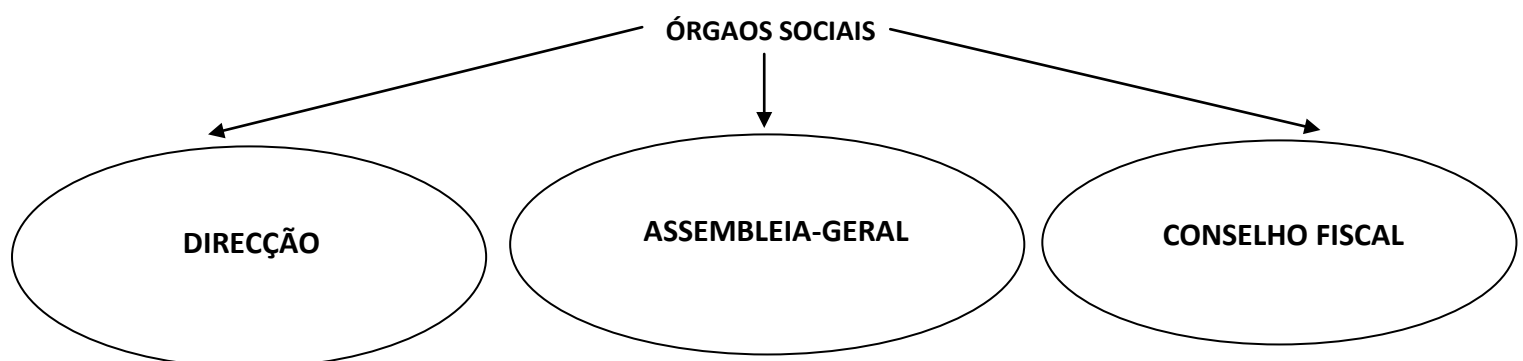 ÓRGAOS SOCIAIS
DIRECÇÃO
ASSEMBLEIA-GERAL
CONSELHO FISCAL